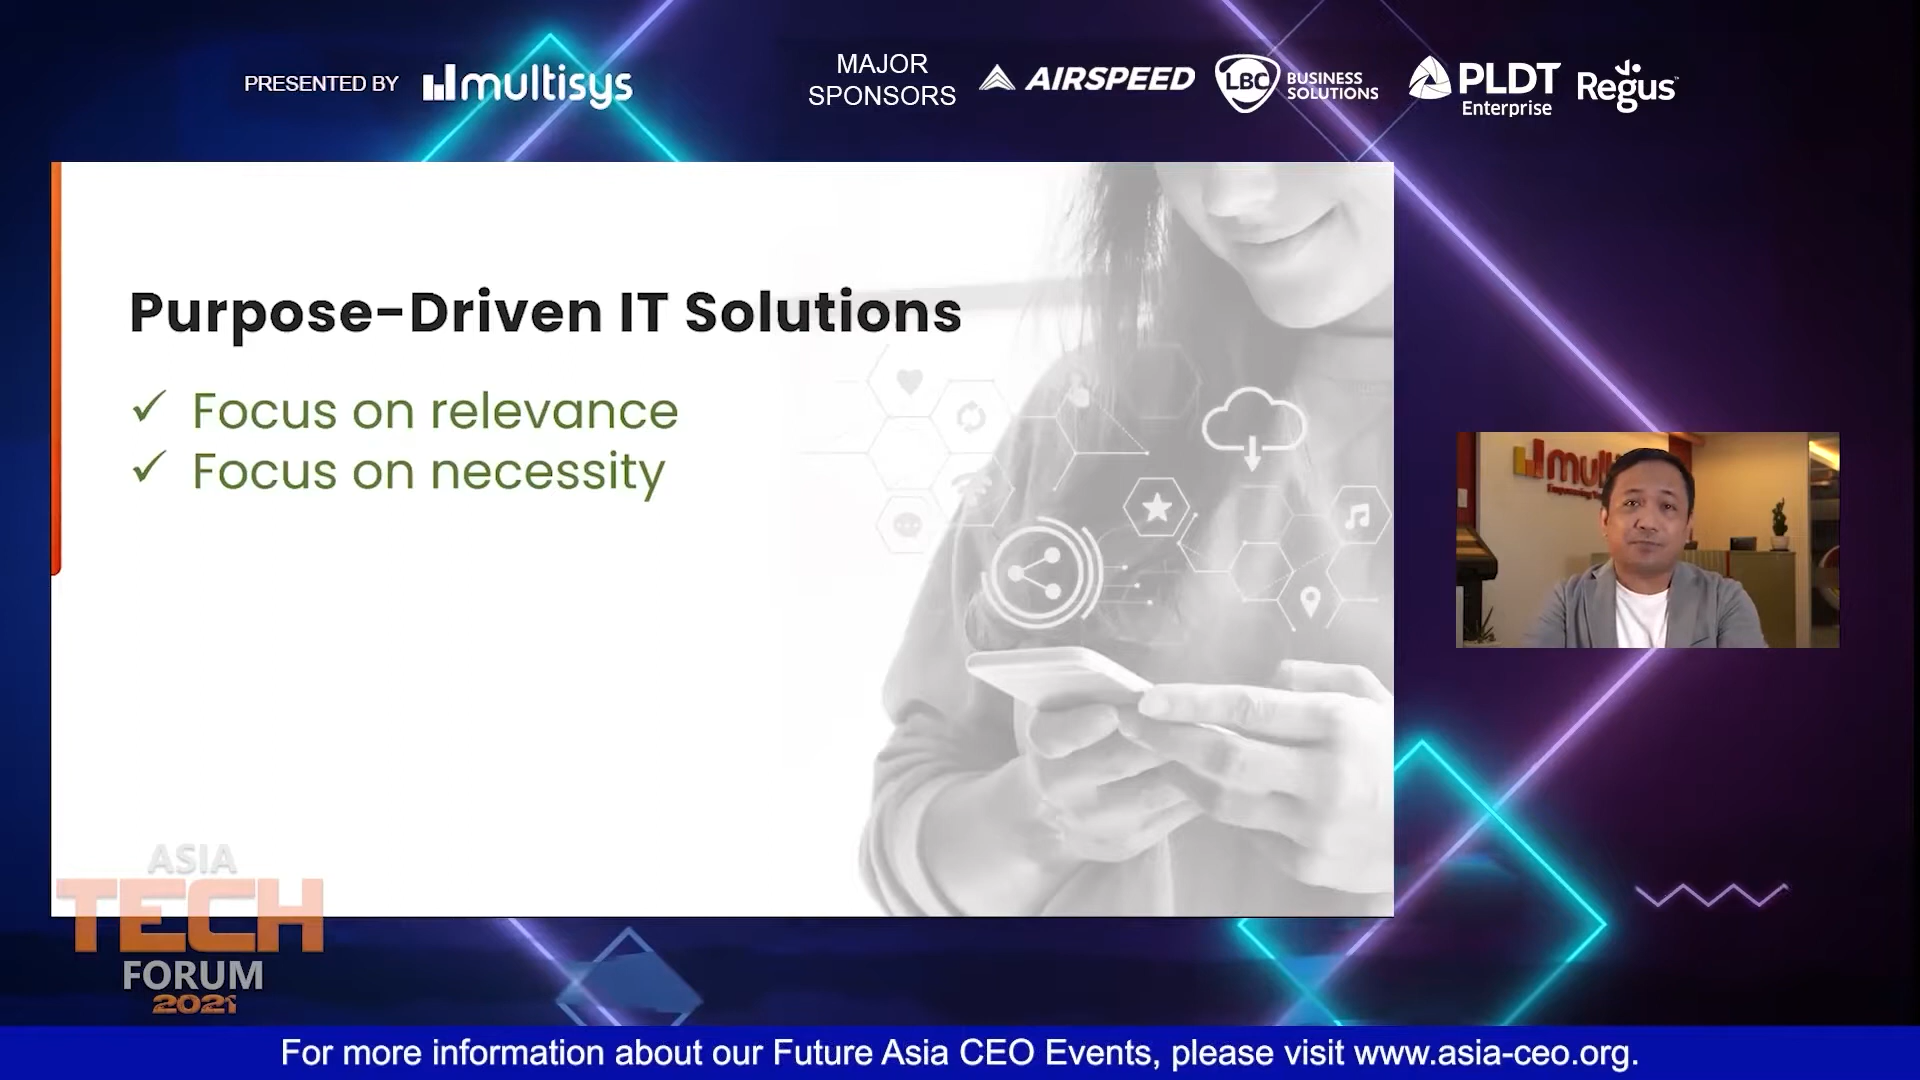 PRESENTED BY
multisys
MAJOR
SPONSORS
AIRSPEED
LBC
BUSINESS
SOLUTIONS
PLDT
Enterprise
Regus
Purpose-Driven IT Solutions
✓ Focus on relevance
✓ Focus on necessity
mul
Empowering
ASIA
TECH
FORUM
2021
For more information about our Future Asia CEO Events, please visit www.asia-ceo.org.